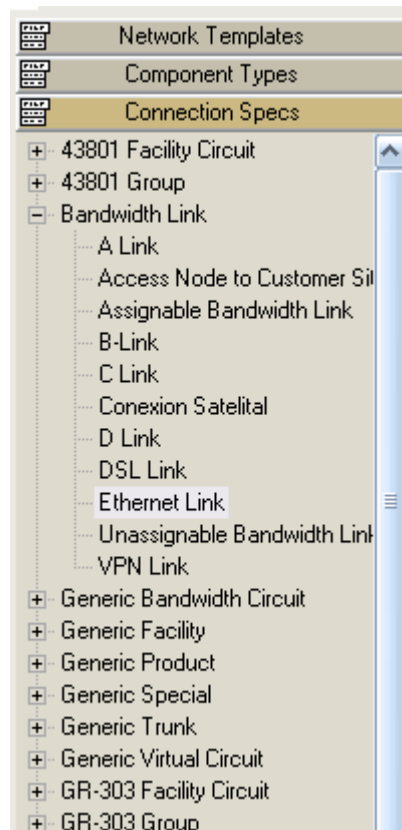 Network Templates
Component Types
Connection Specs
43801 Facility Circuit
43801 Group
Bandwidth Link
A Link
Access Node to Customer Sit
Assignable Bandwidth Link
B-Link
C Link
Conexion Satelital
D Link
DSL Link
Ethernet Link
Unassignable Bandwidth Link
VPN Link
Generic Bandwidth Circuit
Generic Facility
Generic Product
Generic Special
Generic Trunk
Generic Virtual Circuit
GR-303 Facility Circuit
GR-303 Group